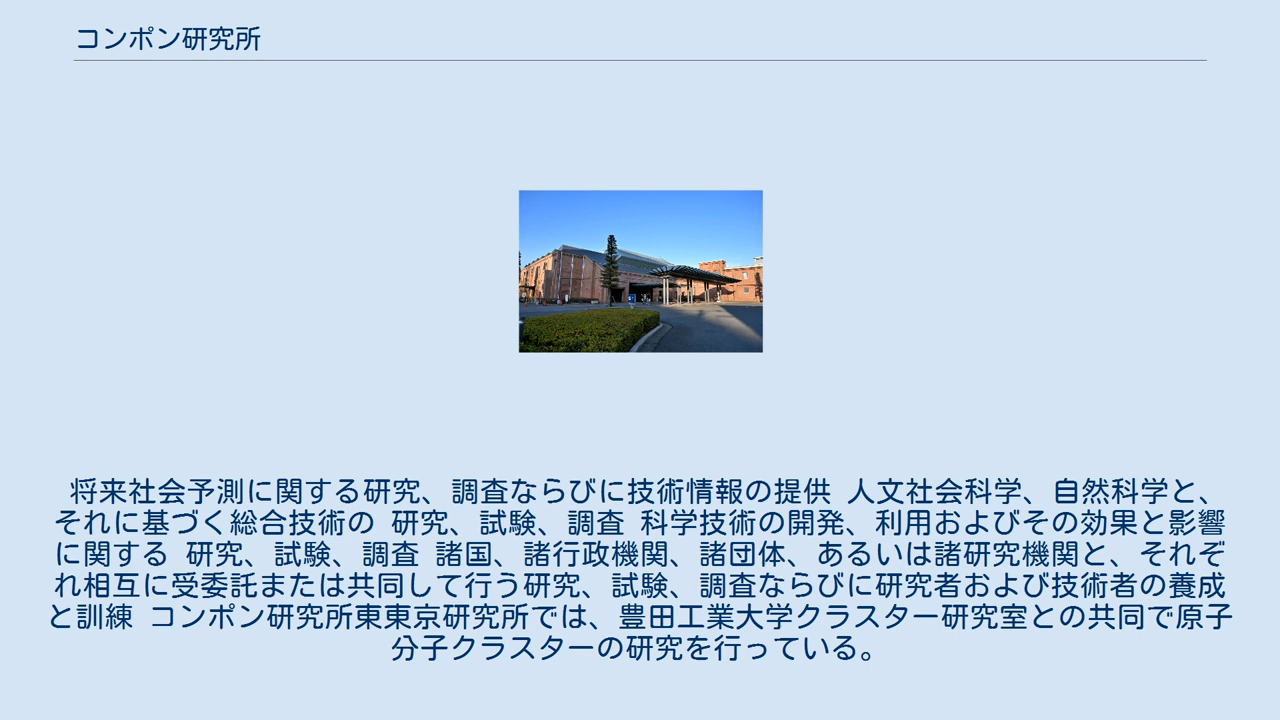 コンポン研究所
将来社会予測に関する研究、調査ならびに技術情報の提供 人文社会科学、自然科学と、
それに基づく総合技術の 研究、試験、調査 科学技術の開発、利用およびその効果と影響
に関する 研究、試験、調査 諸国、諸行政機関、諸団体、あるいは諸研究機関と、それぞ
れ相互に受委託または共同して行う研究、試験、調査ならびに研究者および技術者の養成
と訓練 コンポン研究所東東京研究所では、豊田工業大学クラスター研究室との共同で原子
分子クラスターの研究を行っている。